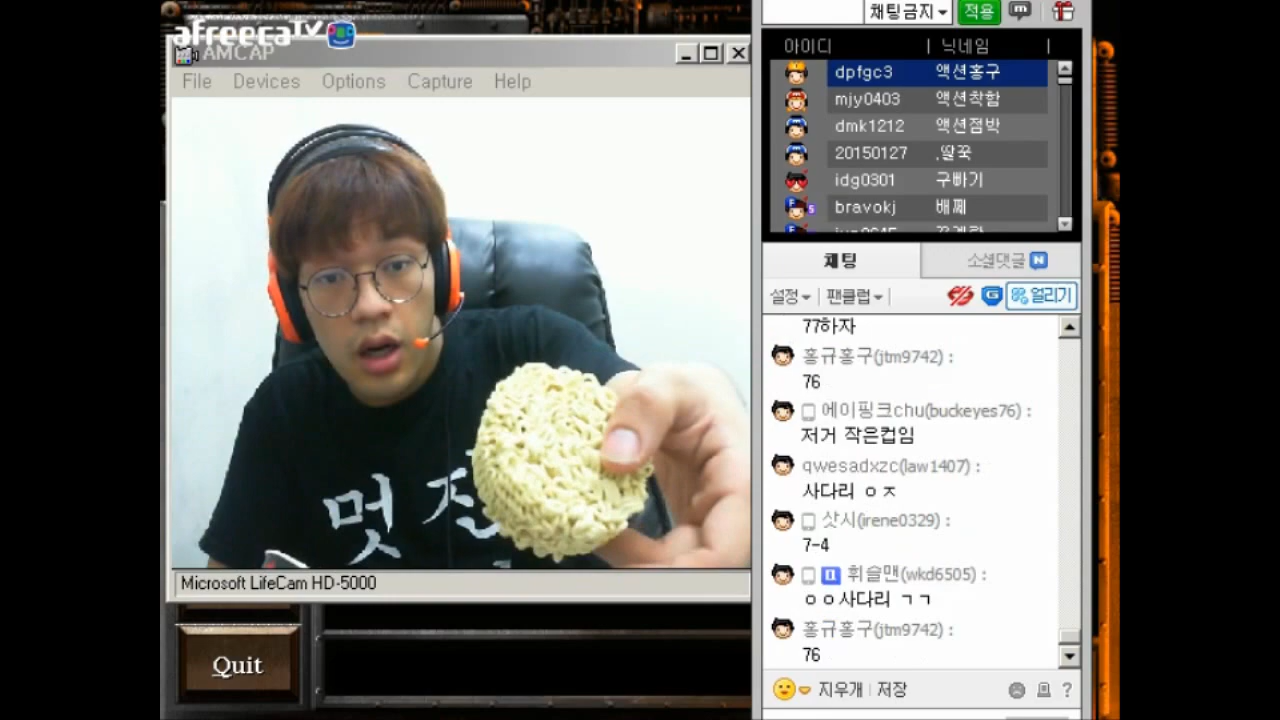 afreecaTV
AMCAP
File Devices Options Capture Help
멋진
Microsoft LifeCam HD-5000
Quit
채팅금지 적용
아이디 닉네임
dpfgc3 액션홍구
mjy0403 액션착함
dmk1212 액션점박
20150127 .딸꾹
idg0301 구빠기
bravokj 배페
채팅 소셜댓글 N
설정 팬클럽 얼리기
77하자
홍규홍구(jtm9742) :
76
에이핑크chu(buckeyes76) :
저거 작은컵임
qwesadxzc(law1407) :
사다리 ㅇㅈ
샷시(irene0329) :
7-4
휘슬맨(wkd6505) :
ㅇㅇ사다리 ㄱㄱ
홍규홍구(jtm9742) :
76
지우개 저장